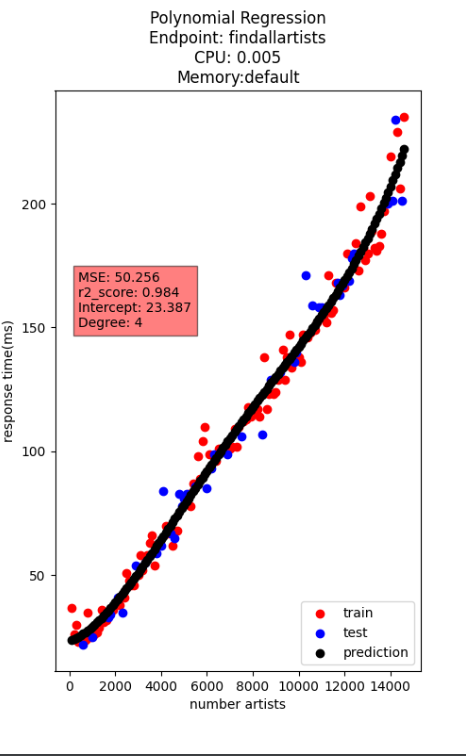 Polynomial Regression
Endpoint: findallartists
CPU: 0.005
Memory:default
MSE: 50.256
r2_score: 0.984
Intercept: 23.387
Degree: 4
response time(ms)
200
150
100
50
train
test
prediction
0 2000 4000 6000 8000 10000 12000 14000
number artists